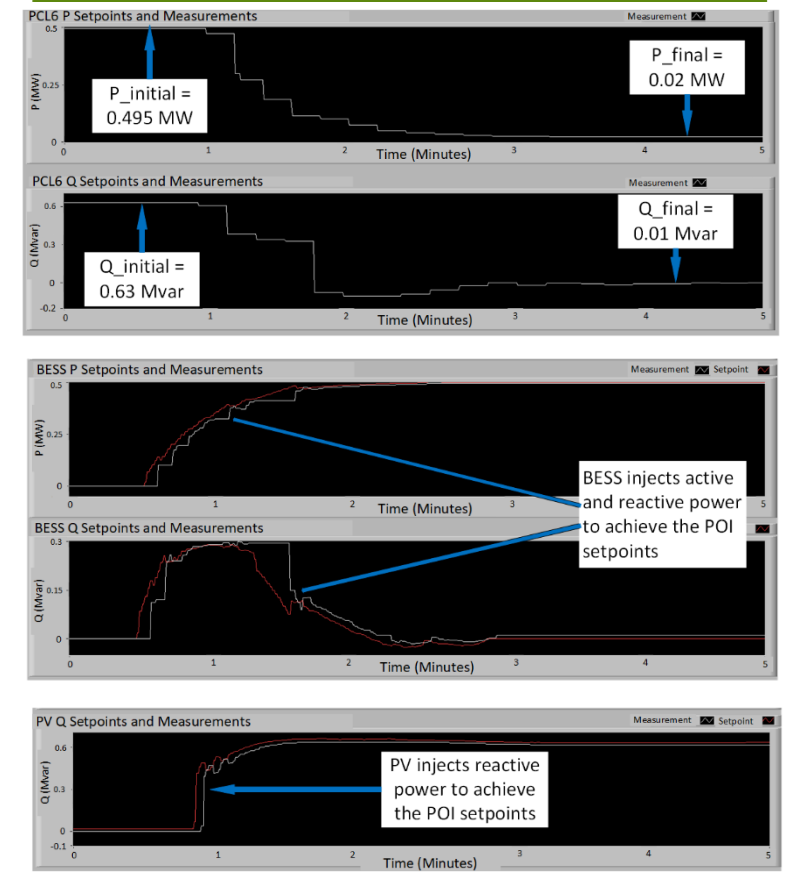 PCL6 P Setpoints and Measurements
Measurement
0.5
0.25
0
P (MW)
P_initial =
0.495 MW
P_final =
0.02 MW
0 1 2 3 4 5
Time (Minutes)
PCL6 Q Setpoints and Measurements
Measurement
0.6
0.3
0
-0.2
Q (Mvar)
Q_initial =
0.63 Mvar
Q_final =
0.01 Mvar
0 1 2 3 4 5
Time (Minutes)
BESS P Setpoints and Measurements
Measurement Setpoint
0.5
0.25
0
P (MW)
0 1 2 3 4 5
Time (Minutes)
BESS injects active
and reactive power
to achieve the POI
setpoints
BESS Q Setpoints and Measurements
0.3
0.15
0
Q (Mvar)
0 1 2 3 4 5
Time (Minutes)
PV Q Setpoints and Measurements
Measurement Setpoint
0.6
0.3
0
-0.1
Q (Mvar)
PV injects reactive
power to achieve
the POI setpoints
0 1 2 3 4 5
Time (Minutes)